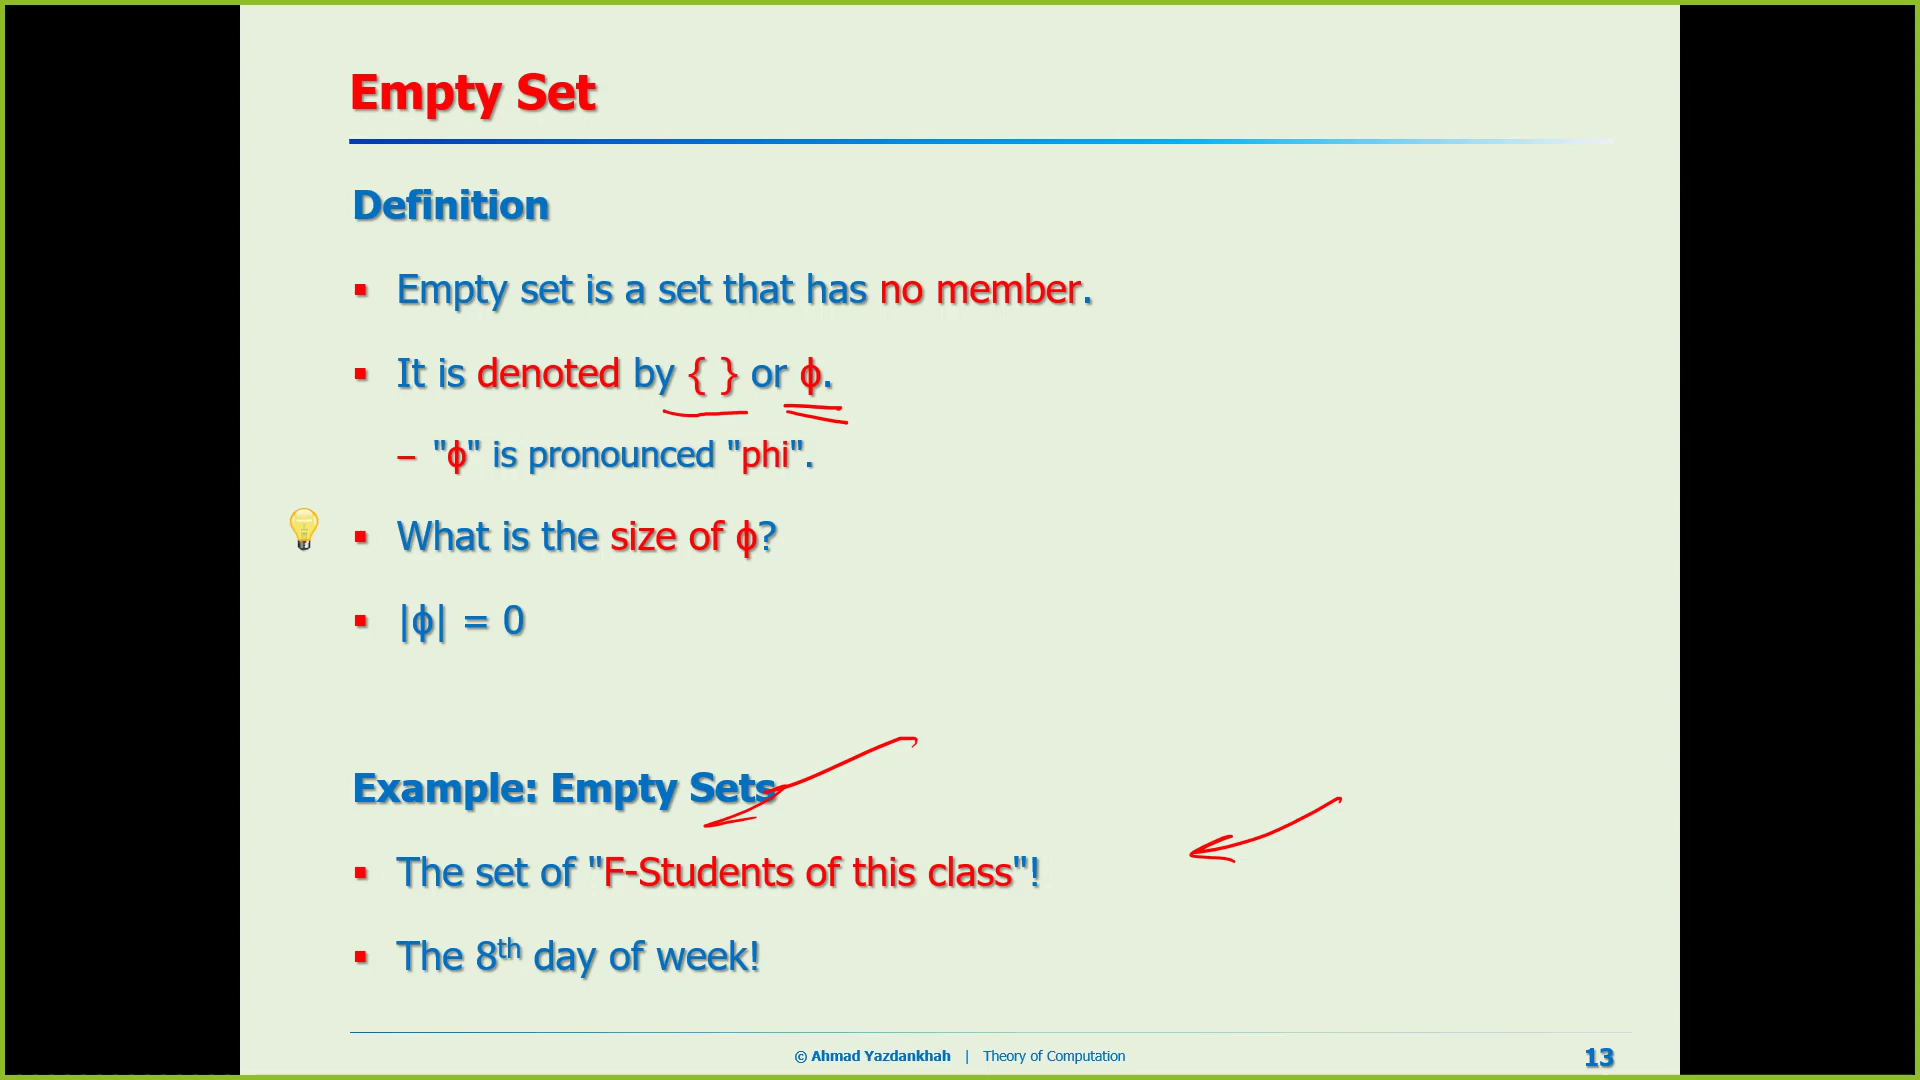 Empty Set
Definition
▪ Empty set is a set that has no member.
▪ It is denoted by { } or ϕ.
– "ϕ" is pronounced "phi".
▪ What is the size of ϕ?
▪ |ϕ| = 0
Example: Empty Sets
▪ The set of "F-Students of this class"!
▪ The 8th day of week!
© Ahmad Yazdankhah | Theory of Computation
13